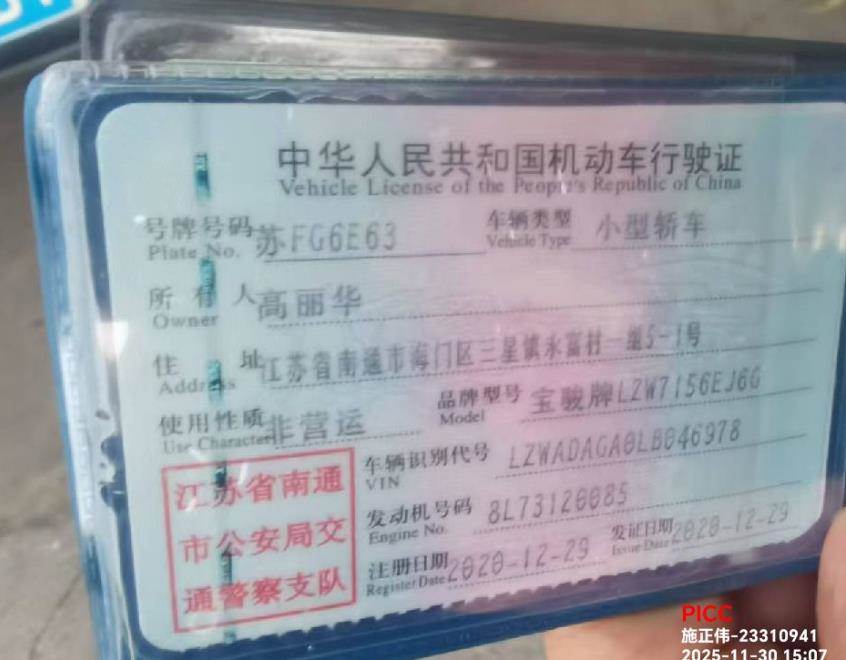 中华人民共和国机动车行驶证
Vehicle License of the People's Republic of China
号牌号码 苏FG6E63 车辆类型 小型轿车
Plate No. Vehicle Type
所有人 高丽华
Owner
住址 江苏省南通市海门区三星镇永富村一组5-1号
Address
使用性质 非营运 品牌型号 宝骏牌LZW7156EJ6G
Use Character Model
车辆识别代号 LZWADAGA0LB046978
VIN
发动机号码 8L73120085
Engine No.
注册日期 2020-12-29 发证日期 2020-12-29
Register Date Issue Date
江苏省南通
市公安局交
通警察支队
PICC
施正伟-23310941
2025-11-30 15:07